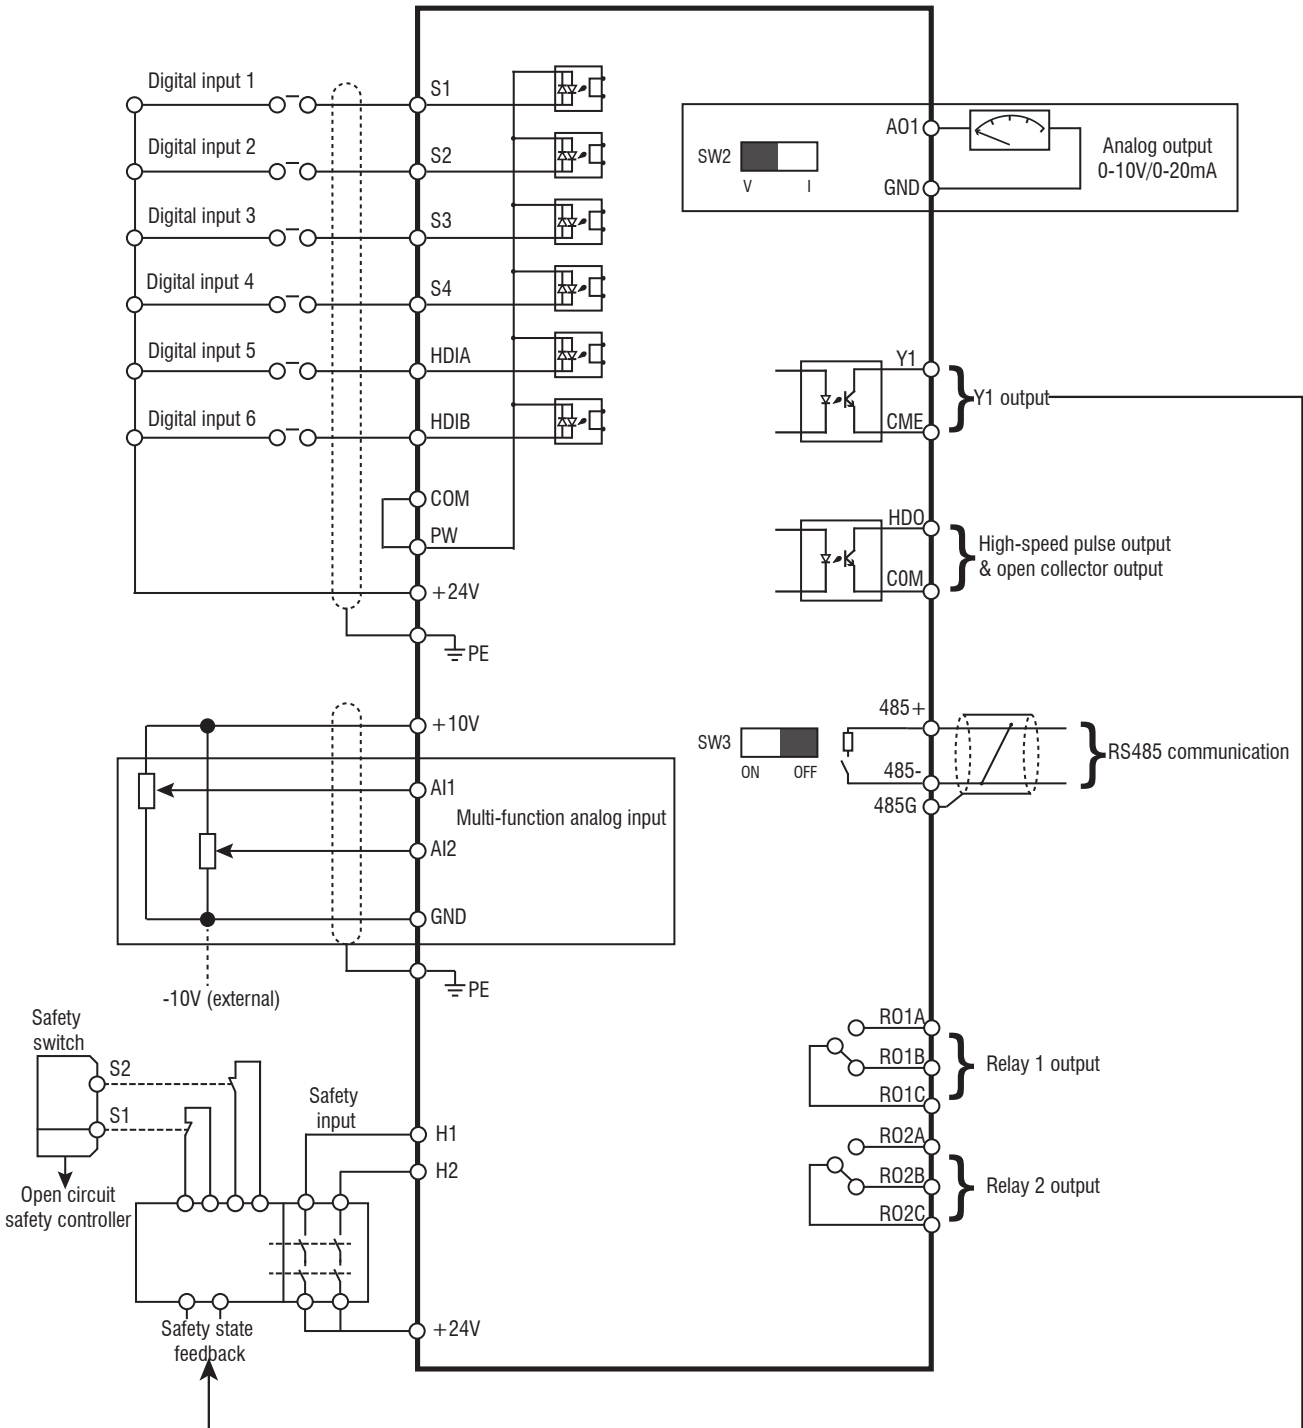 Digital input 1
S1
Digital input 2
S2
Digital input 3
S3
Digital input 4
S4
Digital input 5
HDIA
Digital input 6
HDIB
COM
PW
+24V
PE
+10V
AI1
Multi-function analog input
AI2
GND
PE
-10V (external)
Safety
switch
S2
S1
Open circuit
safety controller
Safety
input
H1
H2
+24V
Safety state
feedback
AO1
SW2
V
I
GND
Analog output
0-10V/0-20mA
Y1
CME
Y1 output
HDO
COM
High-speed pulse output
& open collector output
SW3
ON
OFF
485+
485-
485G
RS485 communication
RO1A
RO1B
RO1C
Relay 1 output
RO2A
RO2B
RO2C
Relay 2 output